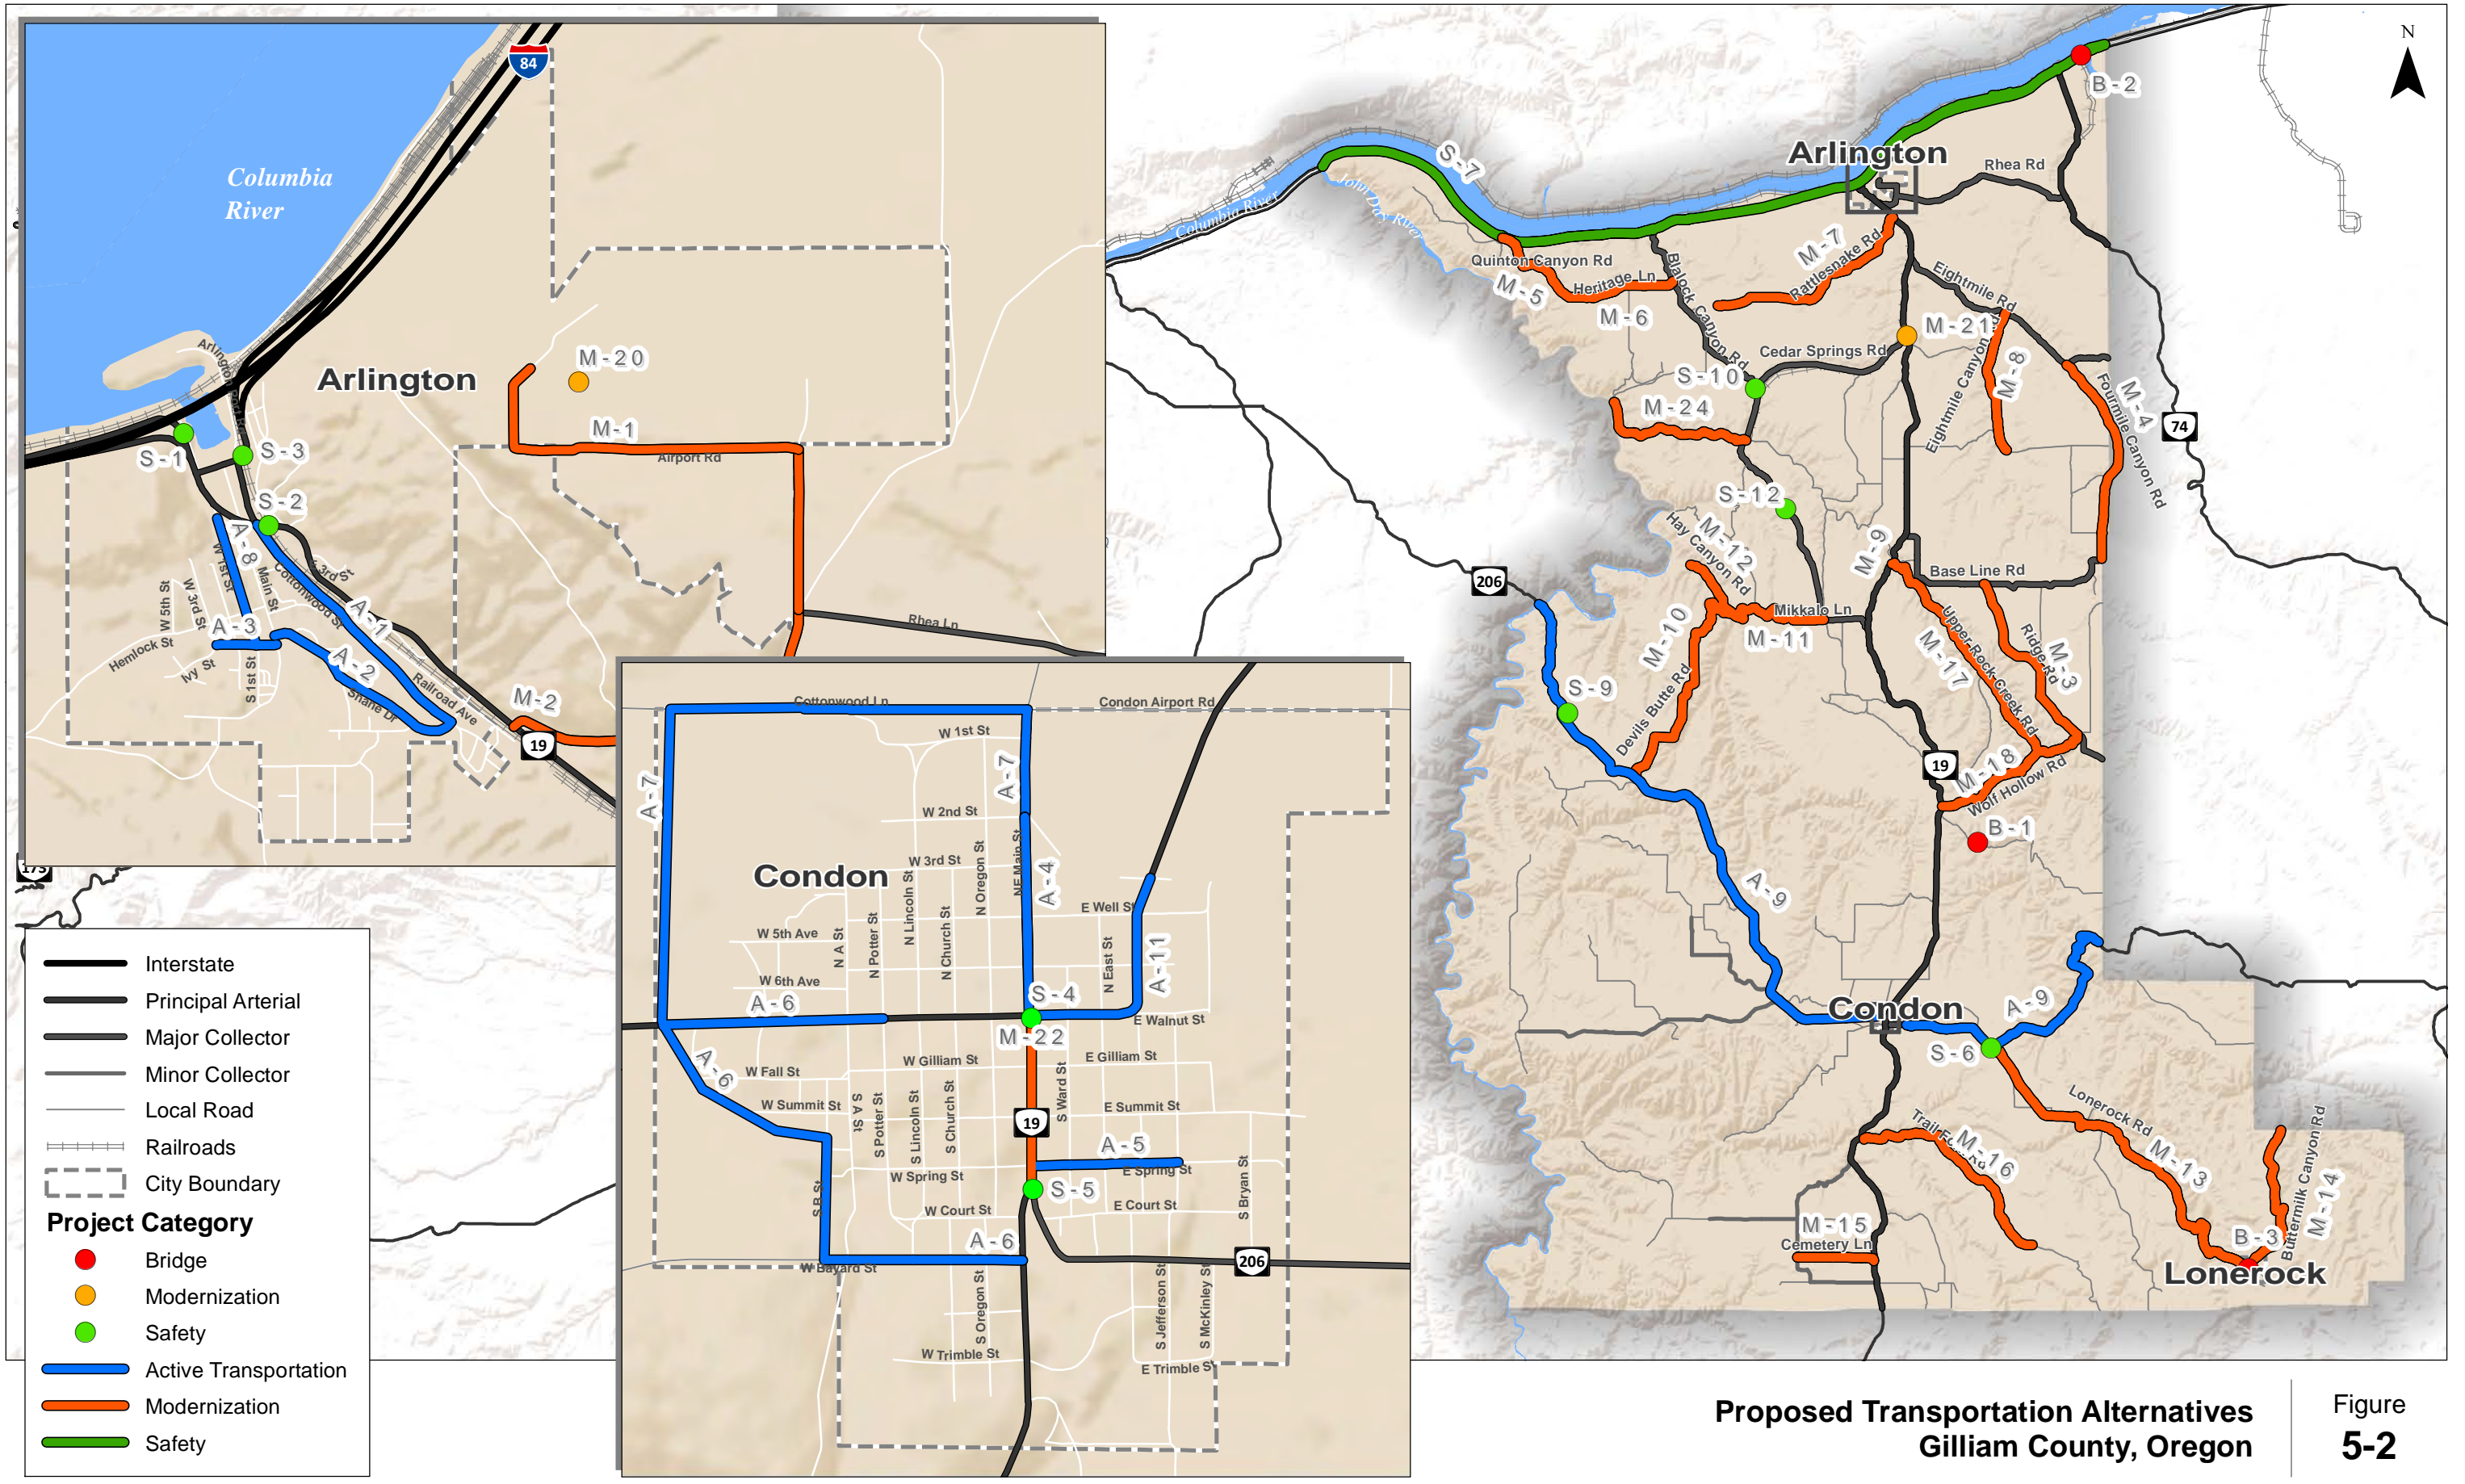 84
Columbia
River
Arlington
M-20
M-1
Airport Rd
S-1
S-3
S-2
A-8
W 1st St
Main St
Cottonwood St
3rd St
W 5th St
W 3rd St
A-3
A-1
Hemlock St
Ivy St
S 1st St
A-2
Shane Dr
Railroad Ave
M-2
19
Rhea Ln
Cottonwood Ln
Condon Airport Rd
W 1st St
A-7
A-7
W 2nd St
NE Main St
Condon
W 3rd St
A-4
N Oregon St
N Lincoln St
E Well St
W 5th Ave
N A St
N Potter St
N Church St
N East St
A-11
W 6th Ave
A-6
S-4
E Walnut St
M-22
A-6
W Fall St
W Gilliam St
E Gilliam St
W Summit St
S A St
S Potter St
S Lincoln St
S Church St
S Ward St
E Summit St
19
A-5
E Spring St
W Spring St
S B St
S-5
S Bryan St
W Court St
E Court St
A-6
W Bayard St
206
S Oregon St
S Jefferson St
S McKinley St
W Trimble St
E Trimble St
N
B-2
Arlington
Rhea Rd
S-7
John Day River
Columbia River
Quinton Canyon Rd
M-5
Heritage Ln
M-6
Blalock Canyon Rd
M-7
Rattlesnake Rd
Eightmile Rd
M-21
Eightmile Canyon Rd
M-8
Cedar Springs Rd
S-10
M-24
M-4
Fourmile Canyon Rd
74
S-12
Hay Canyon Rd
M-12
M-9
Base Line Rd
206
Mikkalo Ln
M-11
M-10
Devils Butte Rd
S-9
Upper Rock Creek Rd
M-17
Ridge Rd
M-3
19
M-18
Wolf Hollow Rd
B-1
A-9
Condon
A-9
S-6
Lonerock Rd
M-13
M-16
M-15
Cemetery Ln
B-3
Buttermilk Canyon Rd
M-14
Lonerock
Interstate
Principal Arterial
Major Collector
Minor Collector
Local Road
Railroads
City Boundary
Project Category
Bridge
Modernization
Safety
Active Transportation
Modernization
Safety
Proposed Transportation Alternatives
Gilliam County, Oregon
Figure
5-2